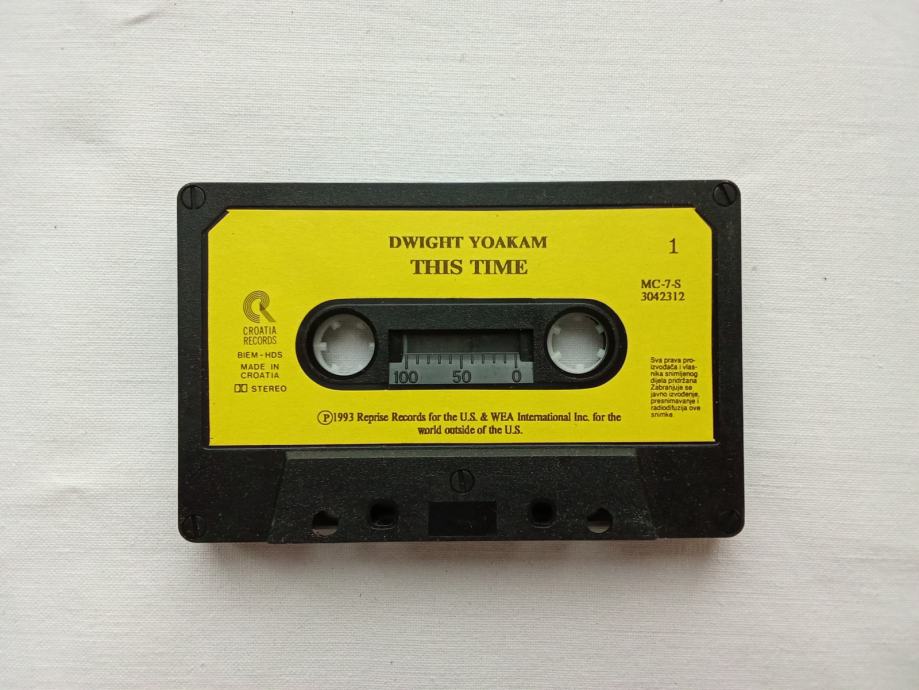 DWIGHT YOAKAM
THIS TIME
1
MC-7-S
3042312
CROATIA
RECORDS
BIEM-HDS
MADE IN
CROATIA
STEREO
Sva prava pro-
izvođača i vlas-
nika snimljenog
dijela pridržana
Zabranjuje se
javno izvođenje,
presnimavanje i
radiodifuzija ove
snimke.
100 50 0
Ⓟ1993 Reprise Records for the U.S. & WEA International Inc. for the
world outside of the U.S.